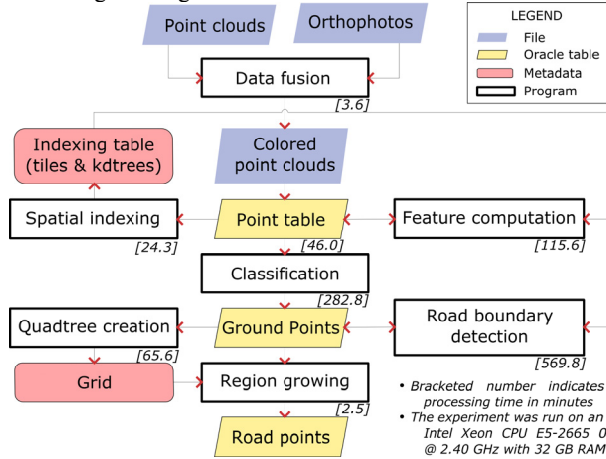 Point clouds
Orthophotos
LEGEND
File
Oracle table
Metadata
Program
Data fusion
[3.6]
Indexing table
(tiles & kdtrees)
Colored
point clouds
Spatial indexing
[24.3]
Point table
[46.0]
Feature computation
[115.6]
Classification
[282.8]
Quadtree creation
[65.6]
Ground Points
Road boundary
detection
[569.8]
Grid
Region growing
[2.5]
Road points
• Bracketed number indicates
processing time in minutes
• The experiment was run on an
Intel Xeon CPU E5-2665 0
@ 2.40 GHz with 32 GB RAM